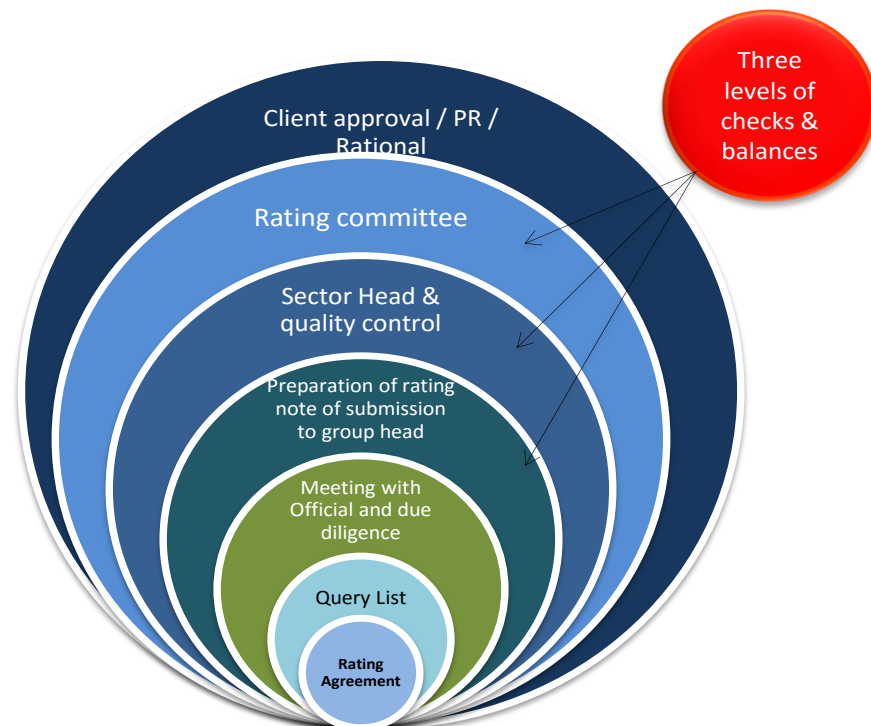 Three
levels of
checks &
balances
Client approval / PR /
Rational
Rating committee
Sector Head &
quality control
Preparation of rating
note of submission
to group head
Meeting with
Official and due
diligence
Query List
Rating
Agreement